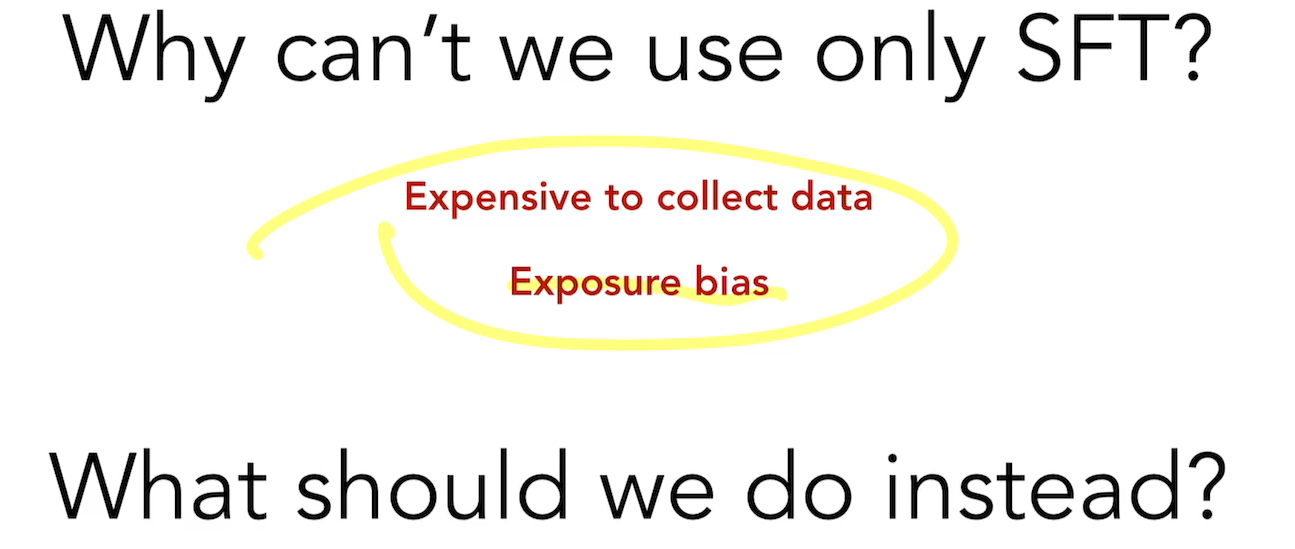 Why can't we use only SFT?
Expensive to collect data
Exposure bias
What should we do instead?